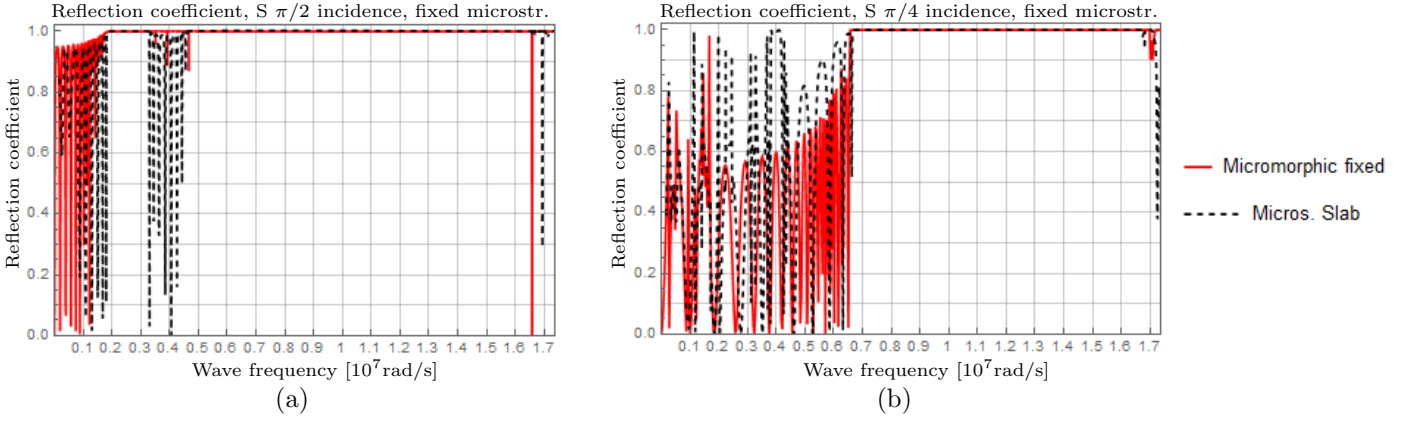 Reflection coefficient, S π/2 incidence, fixed microstr.
Reflection coefficient
1.0
0.8
0.6
0.4
0.2
0.0
0.1 0.2 0.3 0.4 0.5 0.6 0.7 0.8 0.9 1 1.1 1.2 1.3 1.4 1.5 1.6 1.7
Wave frequency [10⁷rad/s]
(a)
Reflection coefficient, S π/4 incidence, fixed microstr.
Reflection coefficient
1.0
0.8
0.6
0.4
0.2
0.0
0.1 0.2 0.3 0.4 0.5 0.6 0.7 0.8 0.9 1 1.1 1.2 1.3 1.4 1.5 1.6 1.7
Wave frequency [10⁷rad/s]
(b)
Micromorphic fixed
Micros. Slab